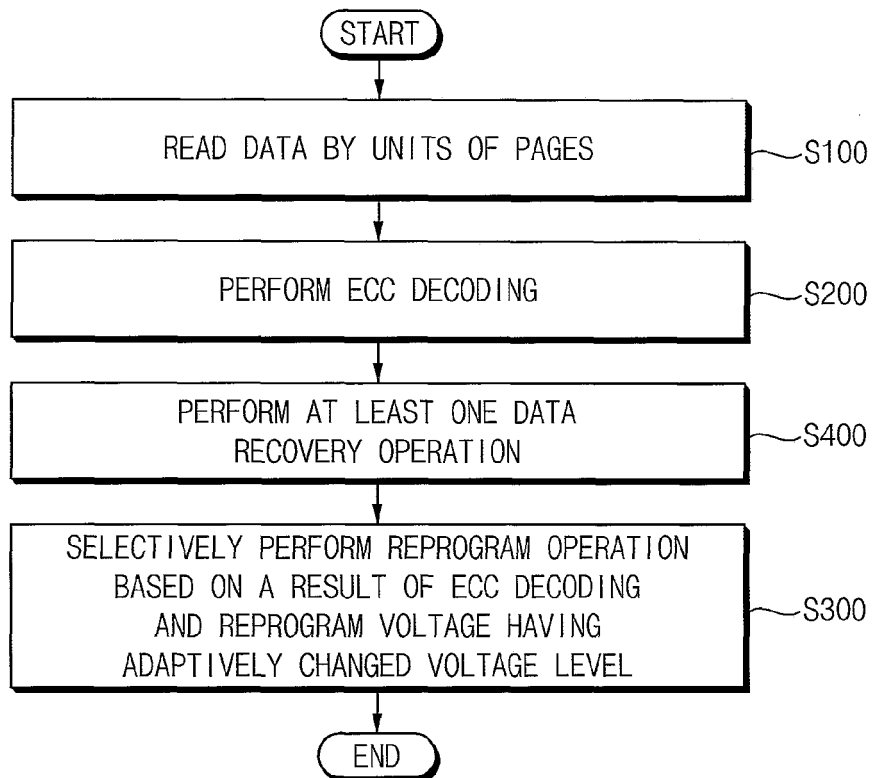 START
READ DATA BY UNITS OF PAGES
S100
PERFORM ECC DECODING
S200
PERFORM AT LEAST ONE DATA
RECOVERY OPERATION
S400
SELECTIVELY PERFORM REPROGRAM OPERATION
BASED ON A RESULT OF ECC DECODING
AND REPROGRAM VOLTAGE HAVING
ADAPTIVELY CHANGED VOLTAGE LEVEL
S300
END